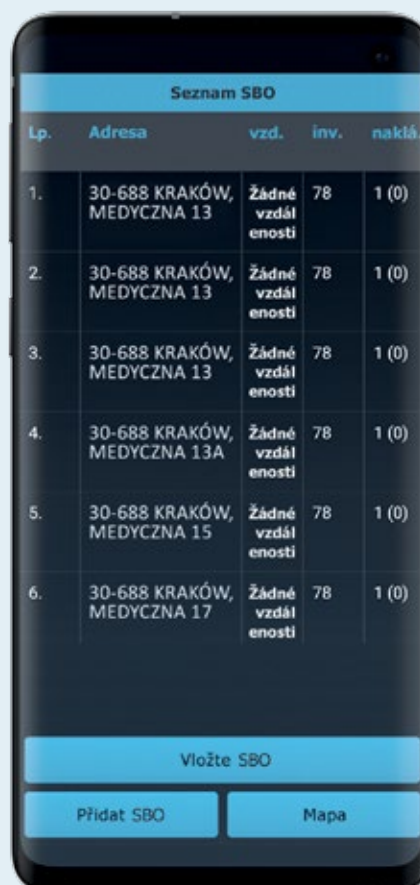 Seznam SBO
Lp. Adresa vzd. inv. naklá.
1. 30-688 KRAKÓW, Žádné 78 1 (0)
MEDYCZNA 13 vzdál
enosti
2. 30-688 KRAKÓW, Žádné 78 1 (0)
MEDYCZNA 13 vzdál
enosti
3. 30-688 KRAKÓW, Žádné 78 1 (0)
MEDYCZNA 13 vzdál
enosti
4. 30-688 KRAKÓW, Žádné 78 1 (0)
MEDYCZNA 13A vzdál
enosti
5. 30-688 KRAKÓW, Žádné 78 1 (0)
MEDYCZNA 15 vzdál
enosti
6. 30-688 KRAKÓW, Žádné 78 1 (0)
MEDYCZNA 17 vzdál
enosti
Vložte SBO
Přidat SBO Mapa